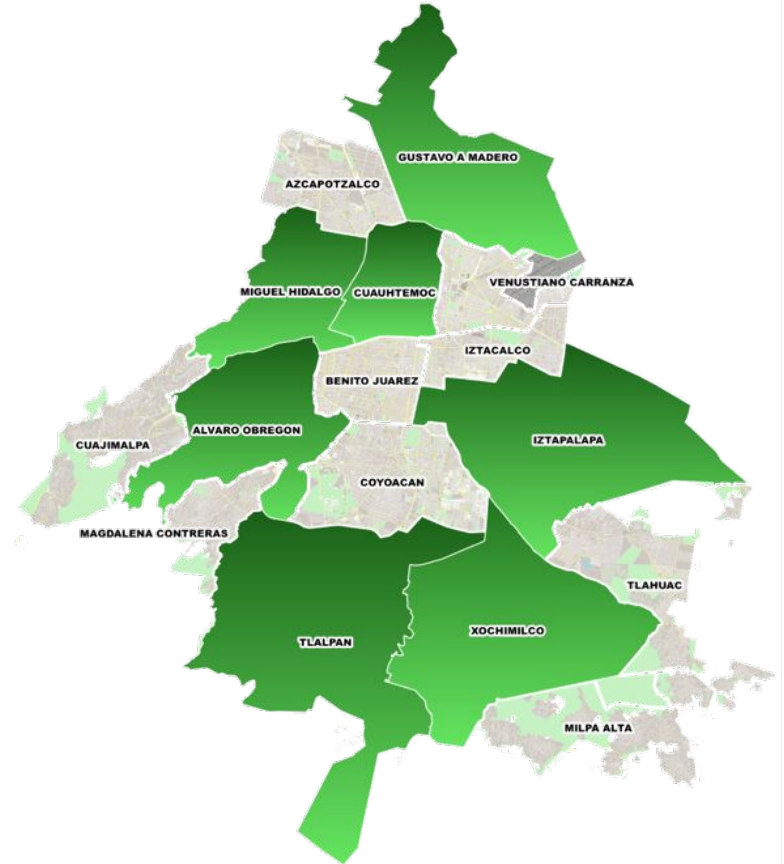 GUSTAVO A MADERO
AZCAPOTZALCO
MIGUEL HIDALGO
CUAUHTEMOC
VENUSTIANO CARRANZA
IZTACALCO
BENITO JUAREZ
CUAJIMALPA
ALVARO OBREGON
IZTAPALAPA
COYOACAN
MAGDALENA CONTRERAS
TLAHUAC
TLALPAN
XOCHIMILCO
MILPA ALTA